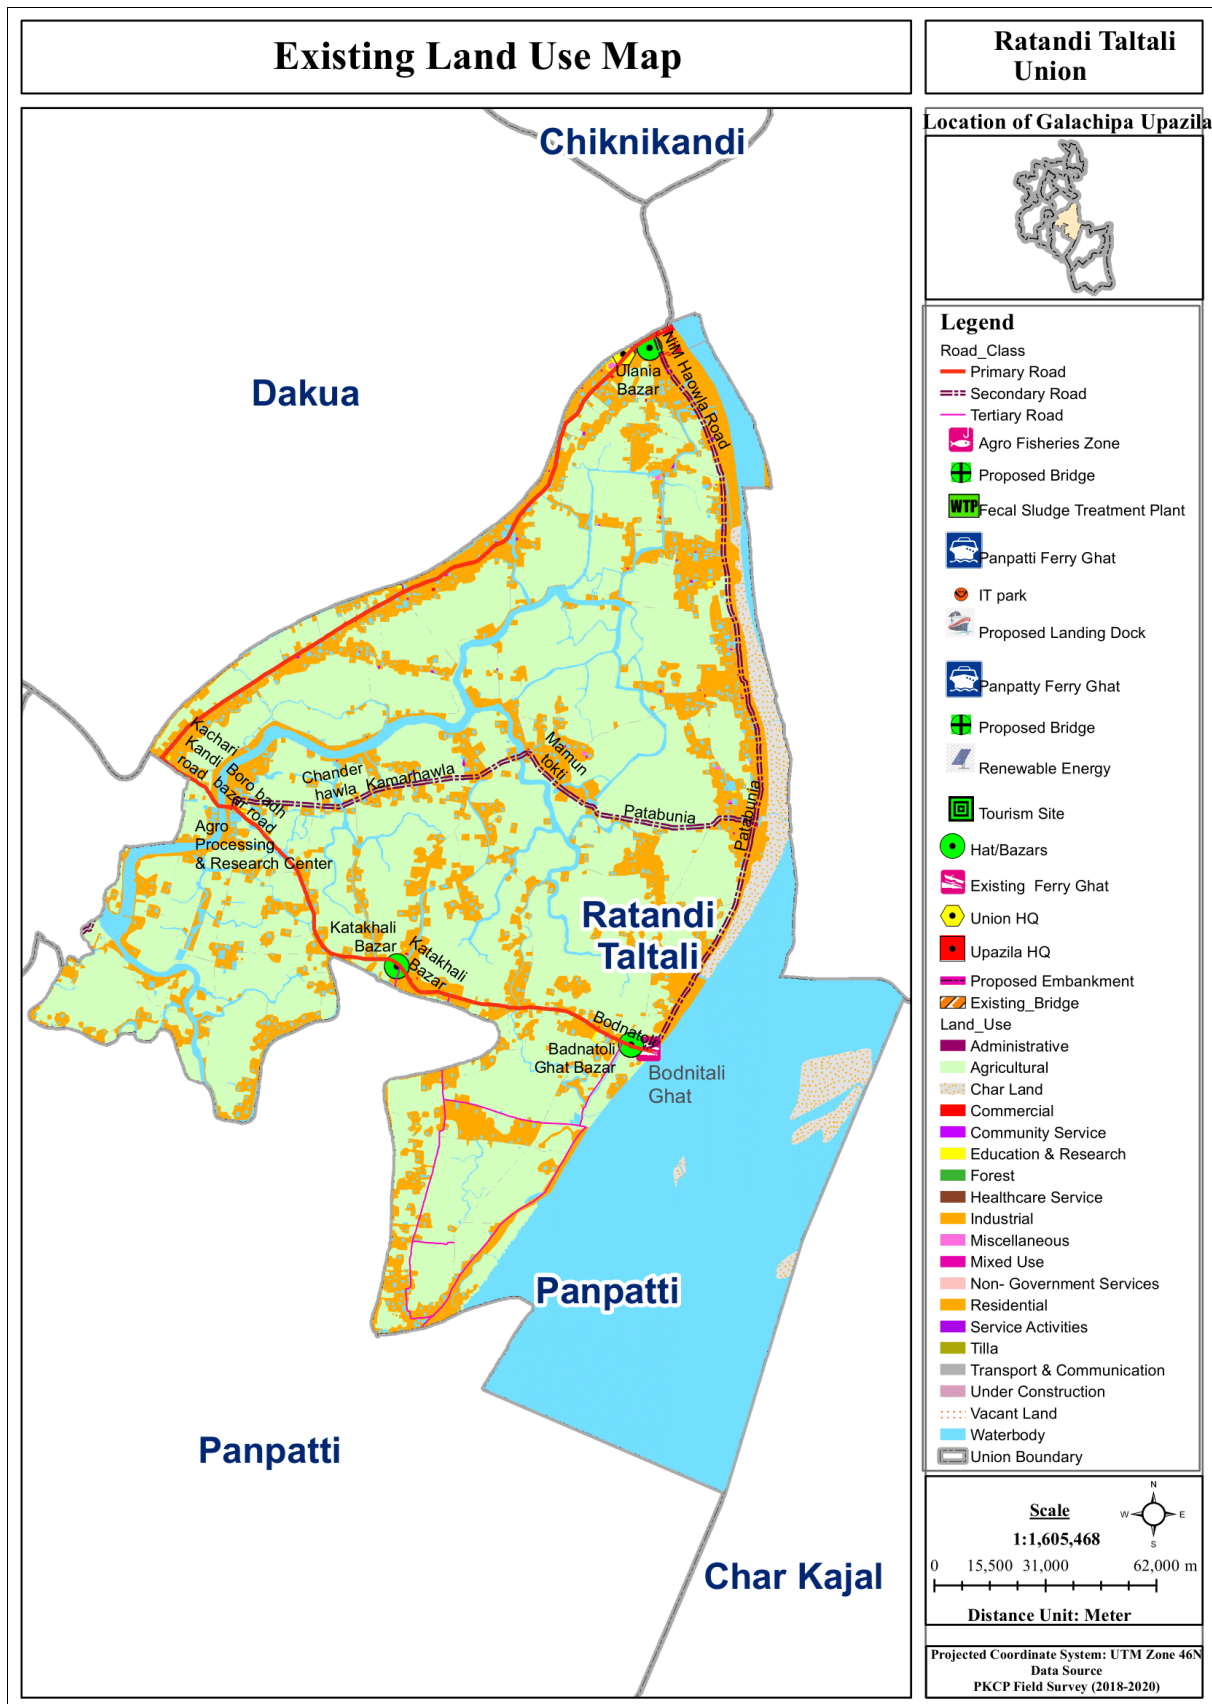 Existing Land Use Map
Ratandi Taltali
Union
Location of Galachipa Upazila
Chiknikandi
Dakua
Ulania
Bazar
NIM Haowla Road
Kachari
Kandi
road
Boro badh
bazar road
Chander
hawla
Kamarhawla
Mamun
tokti
Patabunia
Patabunia
Agro
Processing
& Research Center
Ratandi
Taltali
Katakhali
Bazar
Katakhali
Bazar
Bodnatoli
Badnatoli
Ghat Bazar
Bodnitali
Ghat
Panpatti
Panpatti
Char Kajal
Legend
Road_Class
Primary Road
Secondary Road
Tertiary Road
Agro Fisheries Zone
Proposed Bridge
WTP
Fecal Sludge Treatment Plant
Panpatti Ferry Ghat
IT park
Proposed Landing Dock
Panpatty Ferry Ghat
Proposed Bridge
Renewable Energy
Tourism Site
Hat/Bazars
Existing Ferry Ghat
Union HQ
Upazila HQ
Proposed Embankment
Existing_Bridge
Land_Use
Administrative
Agricultural
Char Land
Commercial
Community Service
Education & Research
Forest
Healthcare Service
Industrial
Miscellaneous
Mixed Use
Non- Government Services
Residential
Service Activities
Tilla
Transport & Communication
Under Construction
Vacant Land
Waterbody
Union Boundary
Scale
1:1,605,468
N
W E
S
0 15,500 31,000 62,000 m
Distance Unit: Meter
Projected Coordinate System: UTM Zone 46N
Data Source
PKCP Field Survey (2018-2020)